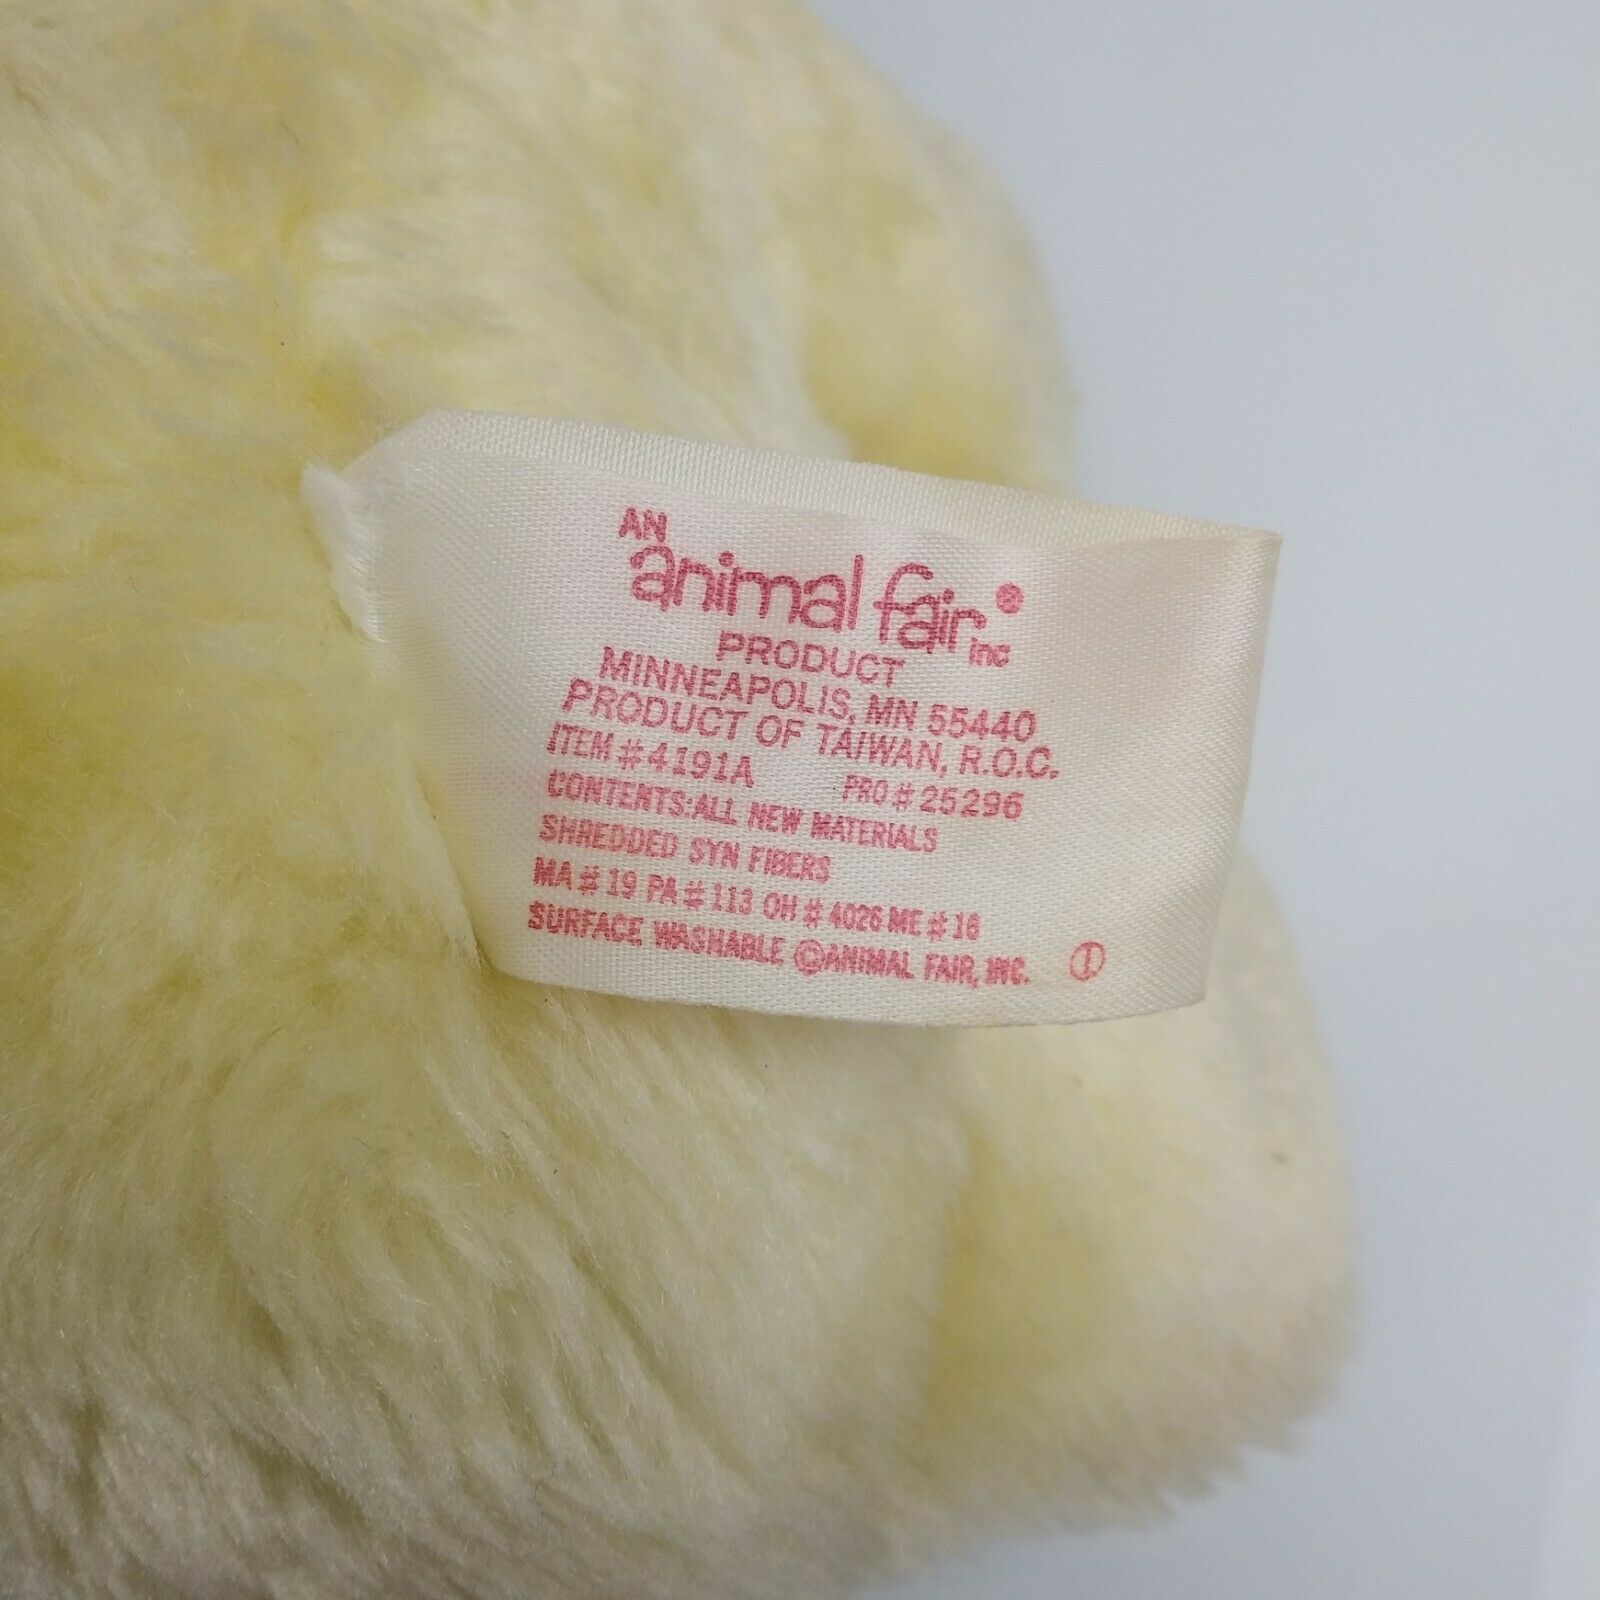 AN
animal fair inc ®
PRODUCT
MINNEAPOLIS, MN 55440
PRODUCT OF TAIWAN, R.O.C.
ITEM # 4191A PRO # 25296
CONTENTS: ALL NEW MATERIALS
SHREDDED SYN FIBERS
MA # 19 PA # 113 OH # 4026 ME # 16
SURFACE WASHABLE ©ANIMAL FAIR, INC. 1